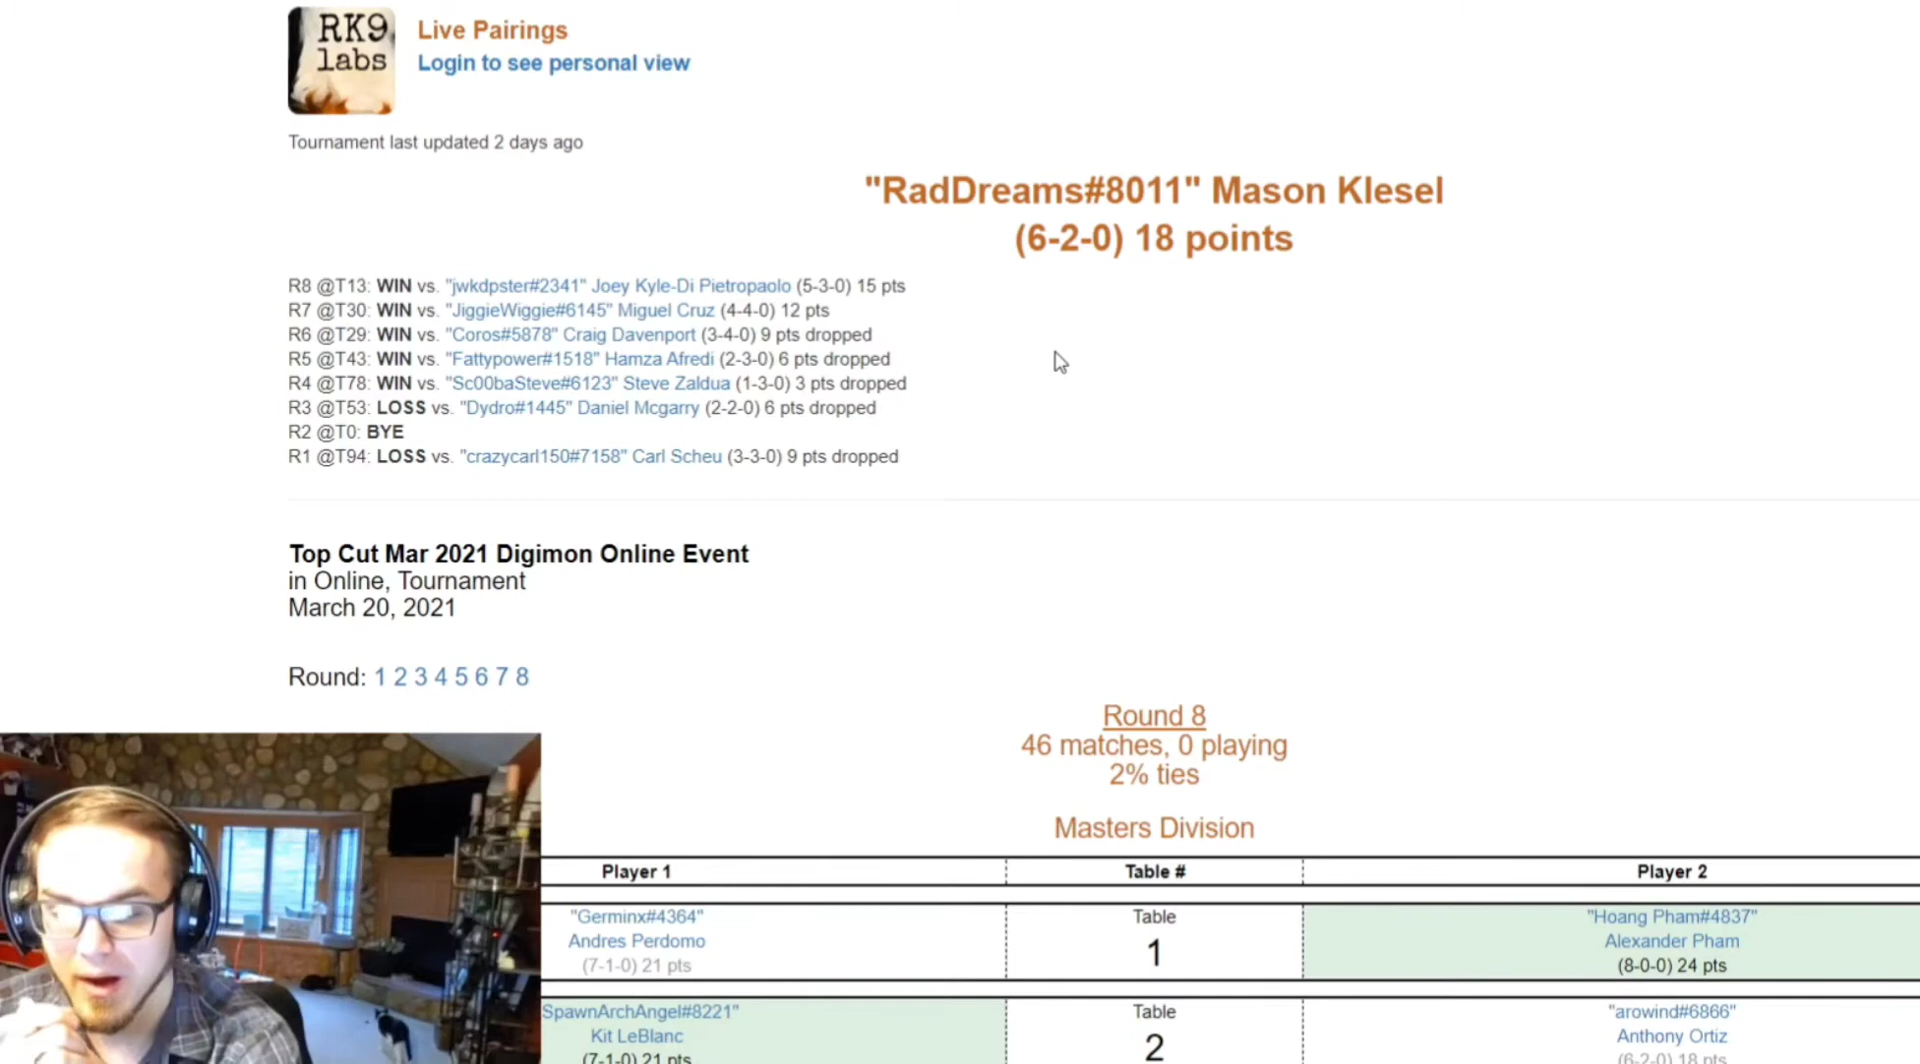 RK9
labs
Live Pairings
Login to see personal view
Tournament last updated 2 days ago
"RadDreams#8011" Mason Klesel
(6-2-0) 18 points
R8 @T13: WIN vs. "jwkdpster#2341" Joey Kyle-Di Pietropaolo (5-3-0) 15 pts
R7 @T30: WIN vs. "JiggieWiggie#6145" Miguel Cruz (4-4-0) 12 pts
R6 @T29: WIN vs. "Coros#5878" Craig Davenport (3-4-0) 9 pts dropped
R5 @T43: WIN vs. "Fattypower#1518" Hamza Afredi (2-3-0) 6 pts dropped
R4 @T78: WIN vs. "Sc00baSteve#6123" Steve Zaldua (1-3-0) 3 pts dropped
R3 @T53: LOSS vs. "Dydro#1445" Daniel Mcgarry (2-2-0) 6 pts dropped
R2 @T0: BYE
R1 @T94: LOSS vs. "crazycarl150#7158" Carl Scheu (3-3-0) 9 pts dropped
Top Cut Mar 2021 Digimon Online Event
in Online, Tournament
March 20, 2021
Round: 1 2 3 4 5 6 7 8
Round 8
46 matches, 0 playing
2% ties
Masters Division
Player 1 Table # Player 2
"Germinx#4364" Table "Hoang Pham#4837"
Andres Perdomo 1 Alexander Pham
(7-1-0) 21 pts (8-0-0) 24 pts
SpawnArchAngel#8221" Table "arowind#6866"
Kit LeBlanc 2 Anthony Ortiz
(7-1-0) 21 pts (6-2-0) 18 pts